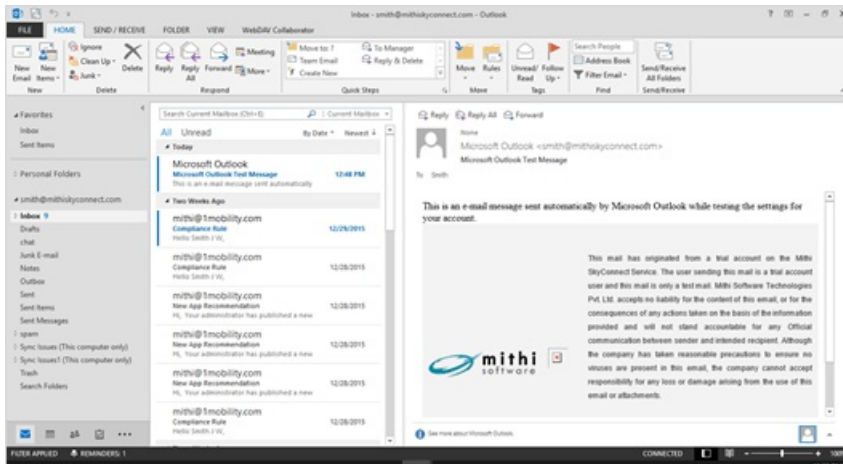 Inbox - smith@mithiskyconnect.com - Outlook
FILE HOME SEND / RECEIVE FOLDER VIEW WebDAV Collaborator
New Email
New Items
Ignore
Clean Up
Junk
Delete
Reply
Reply All
Forward
Meeting
More
Move to: ?
Team Email
Create New
To Manager
Reply & Delete
Move
Rules
Unread/ Read
Follow Up
Search People
Address Book
Filter Email
Send/Receive All Folders
New Delete Respond Quick Steps Move Tags Find Send/Receive
Favorites
Inbox
Sent Items
Personal Folders
smith@mithiskyconnect.com
Inbox 9
Drafts
chat
Junk E-mail
Notes
Outbox
Sent
Sent Items
Sent Messages
spam
Sync Issues (This computer only)
Sync Issues1 (This computer only)
Trash
Search Folders
Search Current Mailbox (Ctrl+E) Current Mailbox
All Unread By Date Newest
Today
Microsoft Outlook
Microsoft Outlook Test Message 12:48 PM
This is an e-mail message sent automatically
Two Weeks Ago
mithi@1mobility.com
Compliance Rule 12/29/2015
Hello Smith J W,
mithi@1mobility.com
Compliance Rule 12/28/2015
Hello Smith J W,
mithi@1mobility.com
New App Recommendation 12/28/2015
Hi, Your administrator has published a new
mithi@1mobility.com
New App Recommendation 12/28/2015
Hi, Your administrator has published a new
mithi@1mobility.com
New App Recommendation 12/28/2015
Hi, Your administrator has published a new
mithi@1mobility.com
Compliance Rule 12/28/2015
Hello Smith J W,
Reply Reply All Forward
None
Microsoft Outlook <smith@mithiskyconnect.com>
Microsoft Outlook Test Message
To Smith
This is an e-mail message sent automatically by Microsoft Outlook while testing the settings for
your account.
mithi
software
This mail has originated from a trial account on the Mithi
SkyConnect Service. The user sending this mail is a trial account
user and this mail is only a test mail. Mithi Software Technologies
Pvt. Ltd. accepts no liability for the content of this email, or for the
consequences of any actions taken on the basis of the information
provided and will not stand accountable for any Official
communication between sender and intended recipient. Although
the company has taken reasonable precautions to ensure no
viruses are present in this email, the company cannot accept
responsibility for any loss or damage arising from the use of this
email or attachments.
See more about Microsoft Outlook.
FILTER APPLIED REMINDERS: 1 CONNECTED